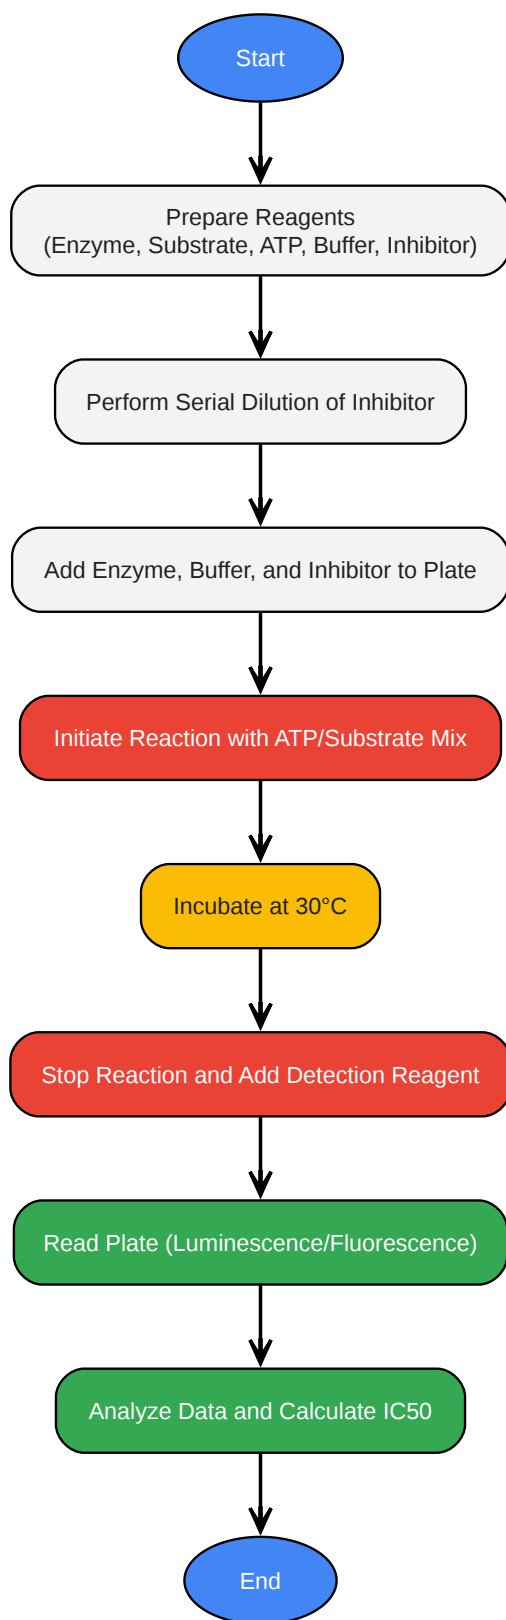 Start
Prepare Reagents
(Enzyme, Substrate, ATP, Buffer, Inhibitor)
Perform Serial Dilution of Inhibitor
Add Enzyme, Buffer, and Inhibitor to Plate
Initiate Reaction with ATP/Substrate Mix
Incubate at 30°C
Stop Reaction and Add Detection Reagent
Read Plate (Luminescence/Fluorescence)
Analyze Data and Calculate IC50
End